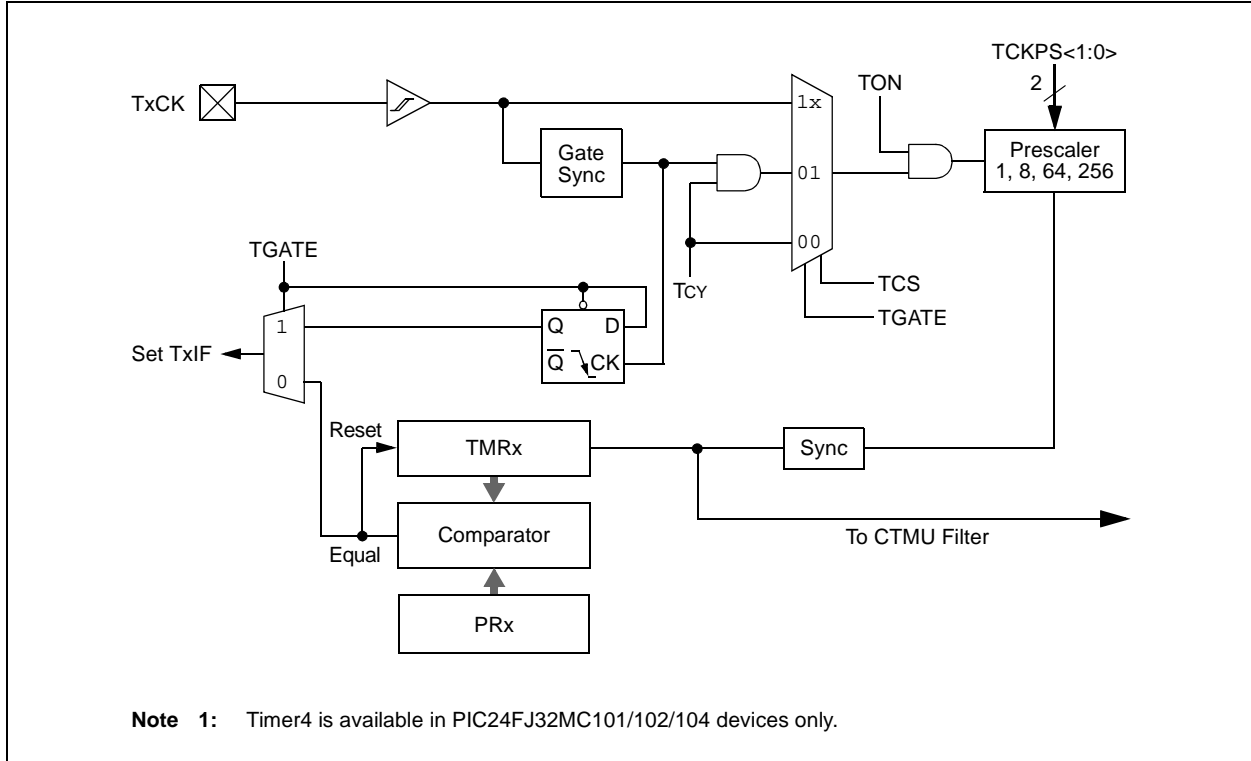 TCKPS<1:0>
2
TxCK
TON
1x
Gate
Sync
Prescaler
1, 8, 64, 256
01
00
TGATE
TCY
TCS
TGATE
1
Q D
Set TxIF
Q CK
0
Reset
TMRx
Sync
Comparator
Equal
To CTMU Filter
PRx
Note 1: Timer4 is available in PIC24FJ32MC101/102/104 devices only.